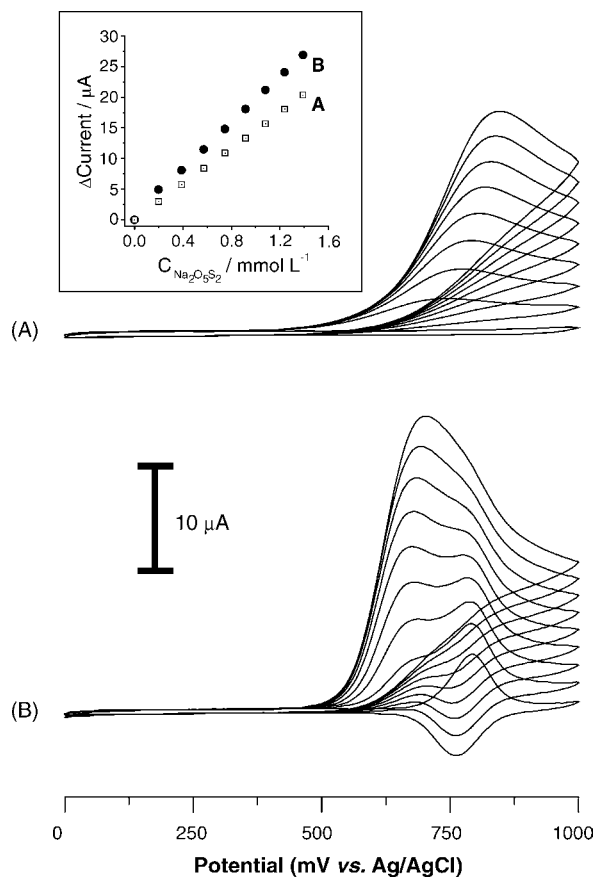 30
25
20
15
10
5
0
ΔCurrent / μA
B
A
0.0 0.4 0.8 1.2 1.6
C Na₂O₅S₂ / mmol L⁻¹
(A)
10 μA
(B)
0 250 500 750 1000
Potential (mV vs. Ag/AgCl)